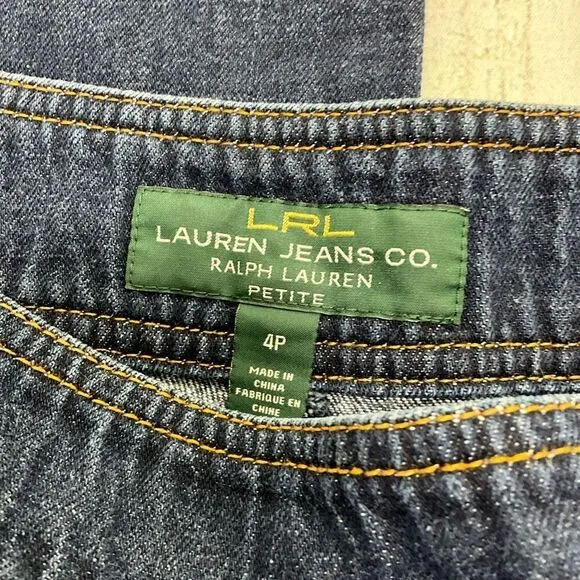 LRL
LAUREN JEANS CO.
RALPH LAUREN
PETITE
4P
MADE IN
CHINA
FABRIQUE EN
CHINE